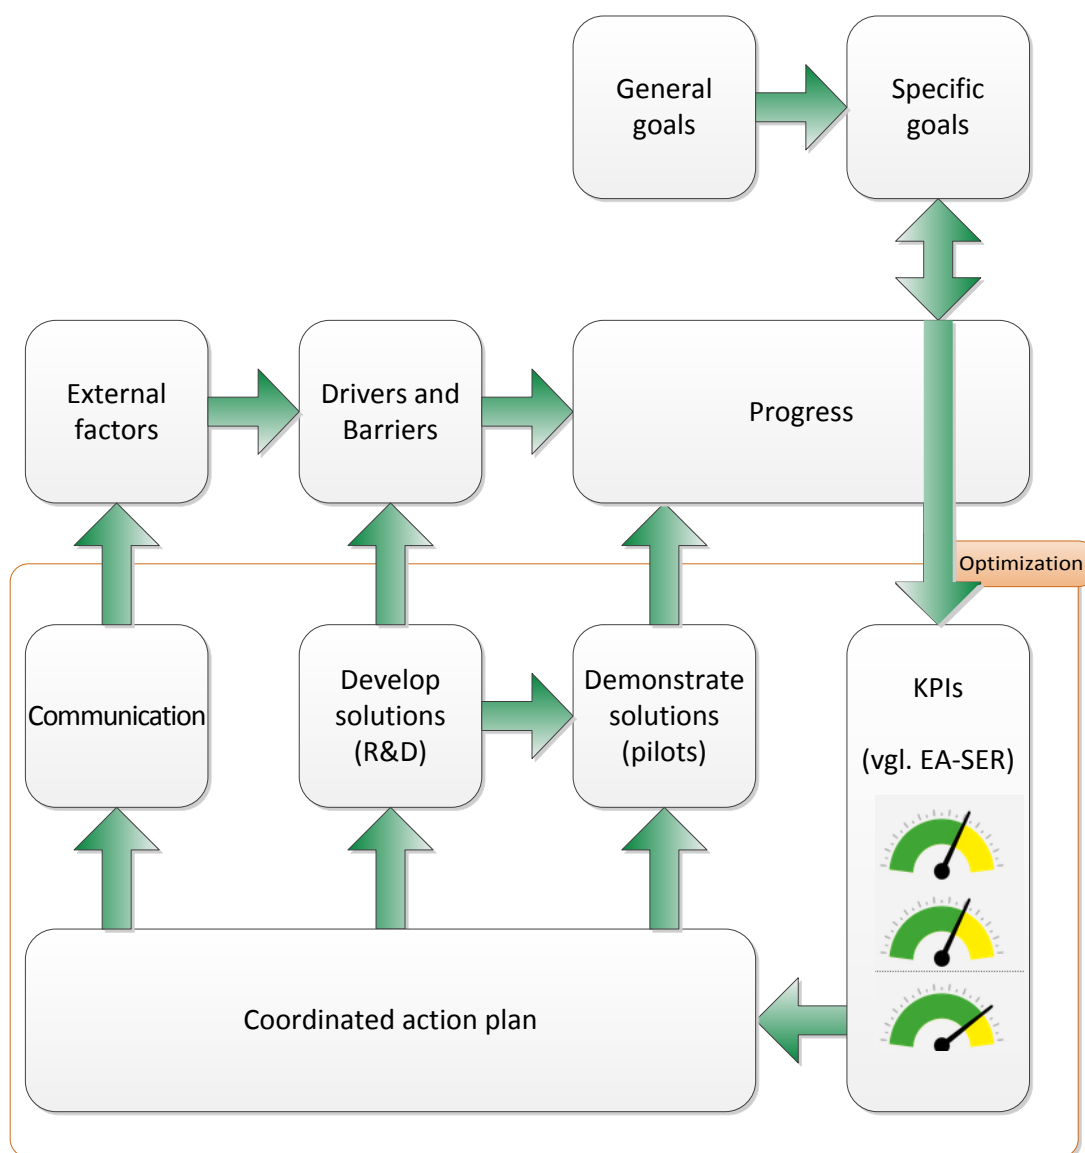 General
goals
Specific
goals
External
factors
Drivers and
Barriers
Progress
Optimization
Communication
Develop
solutions
(R&D)
Demonstrate
solutions
(pilots)
KPIs
(vgl. EA-SER)
Coordinated action plan